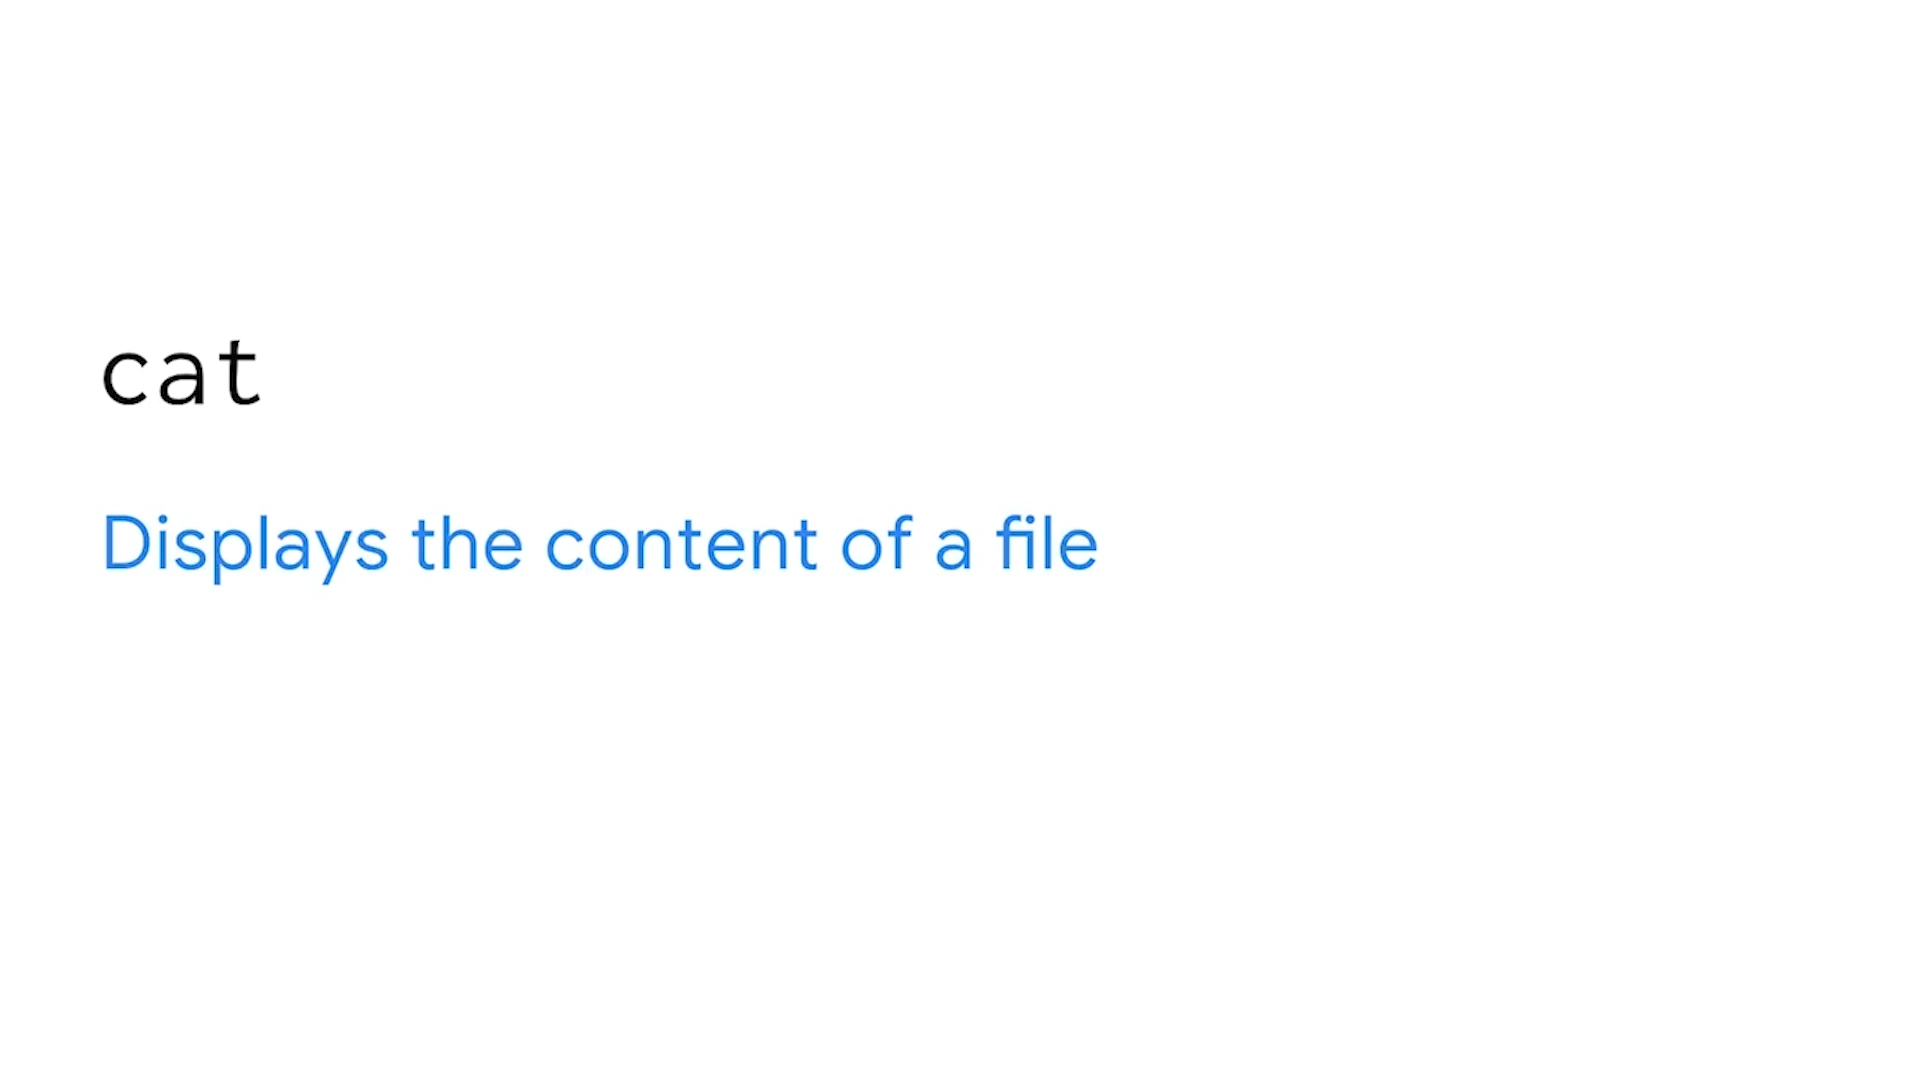 cat
Displays the content of a file